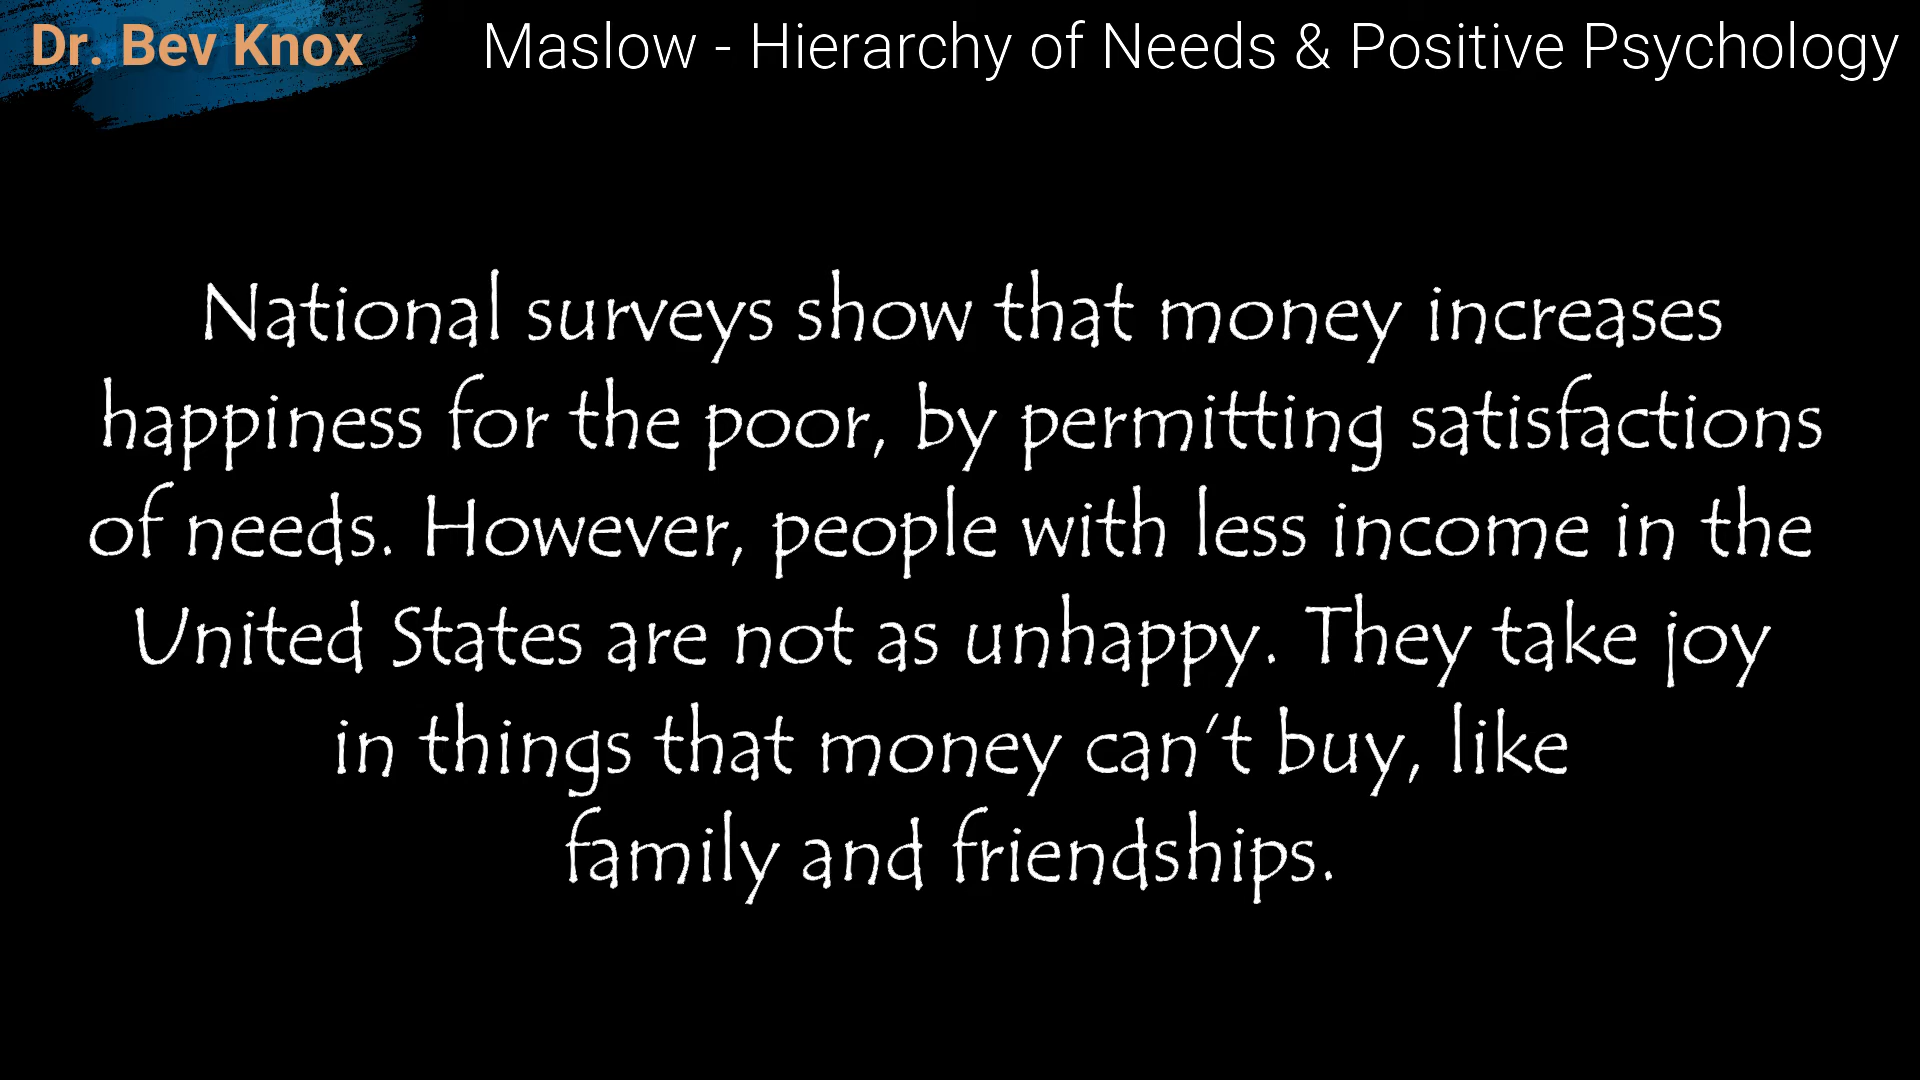 Dr. Bev Knox
Maslow - Hierarchy of Needs & Positive Psychology
National surveys show that money increases
happiness for the poor, by permitting satisfactions
of needs. However, people with less income in the
United States are not as unhappy. They take joy
in things that money can't buy, like
family and friendships.